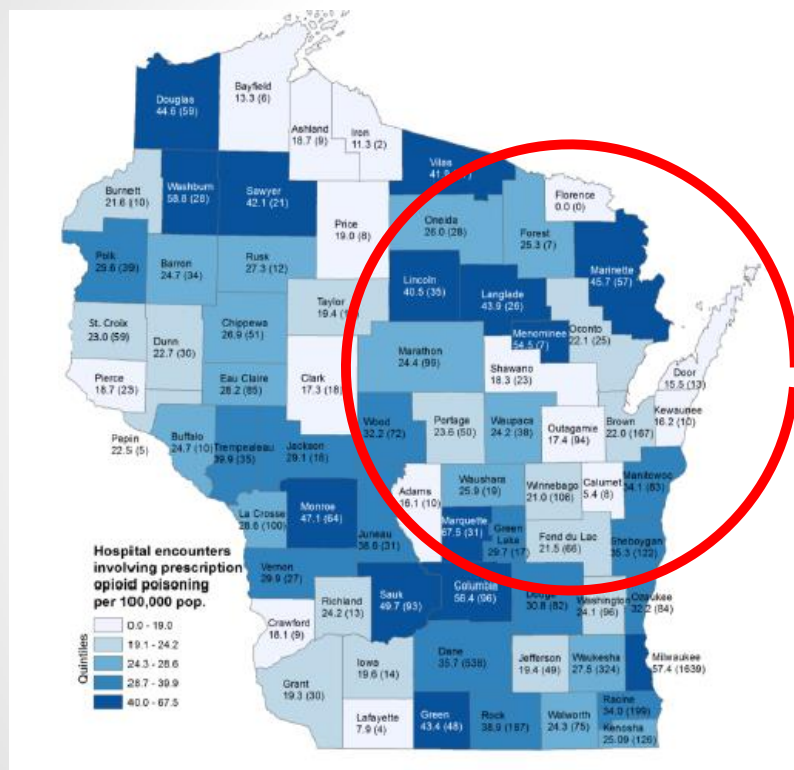 Bayfield
13.3 (6)
Douglas
44.6 (59)
Ashland
18.7 (9)
Iron
11.3 (2)
Vilas
Florence
0.0 (0)
Burnett
21.6 (10)
Washburn
58.8 (28)
Sawyer
42.1 (21)
Oneida
26.0 (28)
Forest
25.3 (7)
Price
19.0 (8)
Polk
29.6 (39)
Barron
24.7 (34)
Rusk
27.3 (12)
Marinette
45.7 (57)
Lincoln
40.5 (35)
Langlade
43.9 (26)
Taylor
19.4
St. Croix
23.0 (59)
Dunn
22.7 (30)
Chippewa
26.9 (51)
Menominee
54.5 (7)
Oconto
22.1 (25)
Marathon
24.4 (99)
Door
15.5 (13)
Pierce
18.7 (23)
Eau Claire
28.2 (85)
Clark
17.3 (18)
Shawano
18.3 (23)
Kewaunee
16.2 (10)
Pepin
22.5 (5)
Buffalo
24.7 (10)
Trempealeau
39.9 (35)
Jackson
29.1 (16)
Wood
32.2 (72)
Portage
23.6 (50)
Waupaca
24.2 (38)
Outagamie
17.4 (94)
Brown
22.0 (167)
Adams
16.1 (10)
Waushara
25.9 (19)
Winnebago
21.0 (106)
Calumet
5.4 (8)
Manitowoc
34.1 (83)
La Crosse
28.6 (100)
Monroe
47.1 (64)
Juneau
38.6 (31)
Marquette
67.5 (31)
Green
Lake
29.7 (17)
Fond du Lac
21.5 (66)
Sheboygan
35.3 (122)
Vernon
29.9 (27)
Richland
24.2 (13)
Sauk
49.7 (93)
Columbia
56.4 (96)
Dodge
30.8 (82)
Washington
24.1 (96)
Ozaukee
32.2 (84)
Crawford
18.1 (9)
Iowa
19.6 (14)
Dane
35.7 (538)
Jefferson
19.4 (49)
Waukesha
27.5 (324)
Milwaukee
57.4 (1639)
Grant
19.3 (30)
Lafayette
7.9 (4)
Green
43.4 (48)
Rock
38.9 (187)
Walworth
24.3 (75)
Racine
34.0 (199)
Kenosha
25.09 (126)
Hospital encounters
involving prescription
opioid poisoning
per 100,000 pop.
Quintiles
0.0 - 19.0
19.1 - 24.2
24.3 - 28.6
28.7 - 39.9
40.0 - 67.5